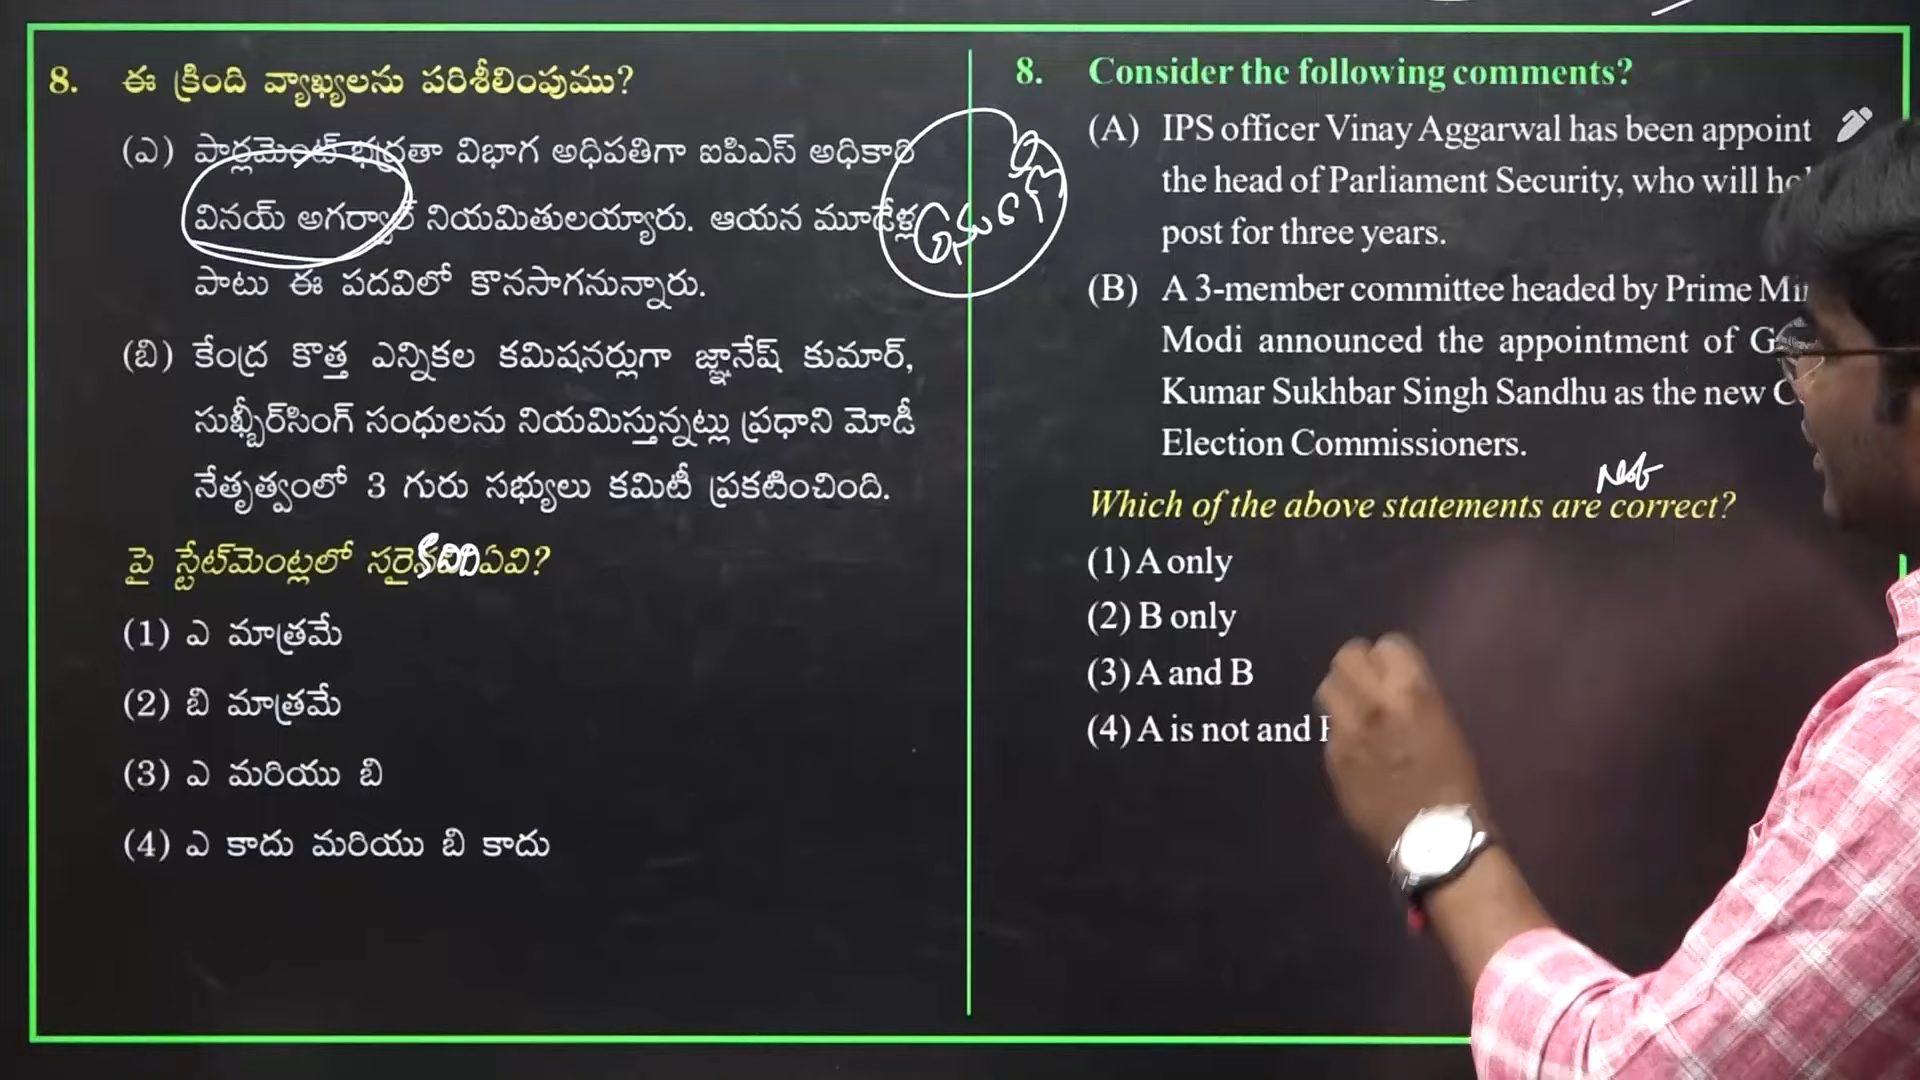 8. ఈ క్రింది వ్యాఖ్యలను పరిశీలింపుము?
(ఎ) పార్లమెంట్ భద్రతా విభాగ అధిపతిగా ఐపిఎస్ అధికారి
వినయ్ అగర్వాల్ నియమితులయ్యారు. ఆయన మూడేళ్ల
పాటు ఈ పదవిలో కొనసాగనున్నారు.
(బి) కేంద్ర కొత్త ఎన్నికల కమిషనర్లుగా జ్ఞానేష్ కుమార్,
సుఖ్బీర్‌సింగ్ సంధులను నియమిస్తున్నట్లు ప్రధాని మోడీ
నేతృత్వంలో 3 గురు సభ్యులు కమిటీ ప్రకటించింది.
పై స్టేట్‌మెంట్లలో ఏవి?
(1) ఎ మాత్రమే
(2) బి మాత్రమే
(3) ఎ మరియు బి
(4) ఎ కాదు మరియు బి కాదు
8. Consider the following comments?
(A) IPS officer Vinay Aggarwal has been appoint
the head of Parliament Security, who will
post for three years.
(B) A 3-member committee headed by Prime
Modi announced the appointment of
Kumar Sukhbar Singh Sandhu as the new
Election Commissioners.
Not
Which of the above statements are correct?
(1) A only
(2) B only
(3) A and B
(4) A is not and